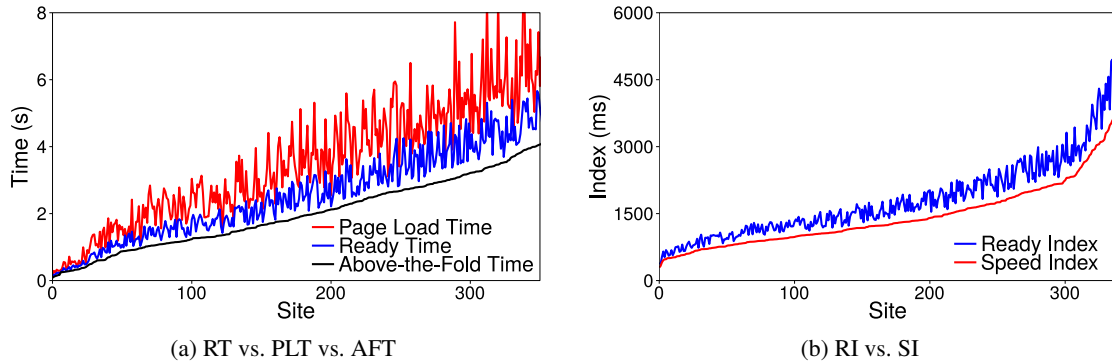 8
6
4
2
0
Time (s)
Page Load Time
Ready Time
Above-the-Fold Time
0 100 200 300
Site
(a) RT vs. PLT vs. AFT
6000
4500
3000
1500
0
Index (ms)
Ready Index
Speed Index
0 100 200 300
Site
(b) RI vs. SI